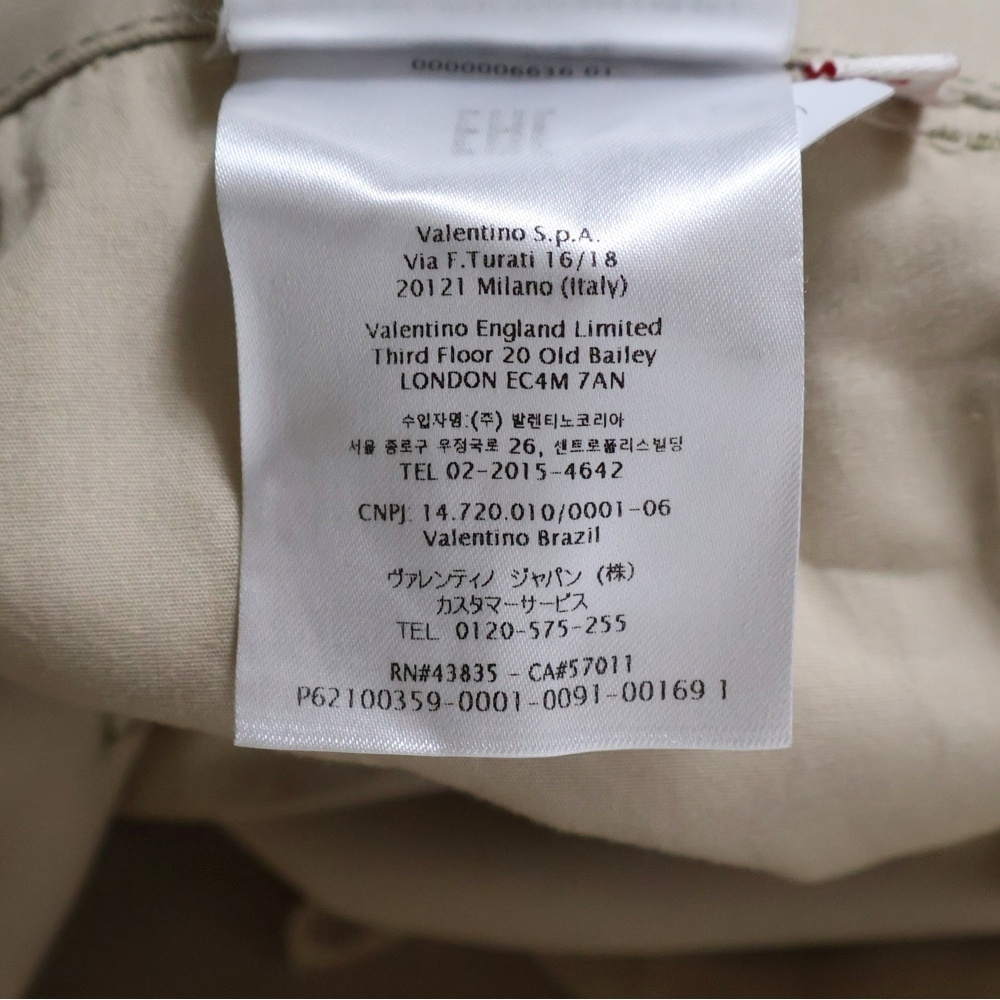 0000006636 01
EAC
Valentino S.p.A.
Via F.Turati 16/18
20121 Milano (Italy)
Valentino England Limited
Third Floor 20 Old Bailey
LONDON EC4M 7AN
수입자명:(주) 발렌티노코리아
서울 종로구 우정국로 26, 센트로폴리스빌딩
TEL 02-2015-4642
CNPJ: 14.720.010/0001-06
Valentino Brazil
ヴァレンティノ ジャパン (株)
カスタマーサービス
TEL 0120-575-255
RN#43835 - CA#57011
P62100359-0001-0091-00169 1